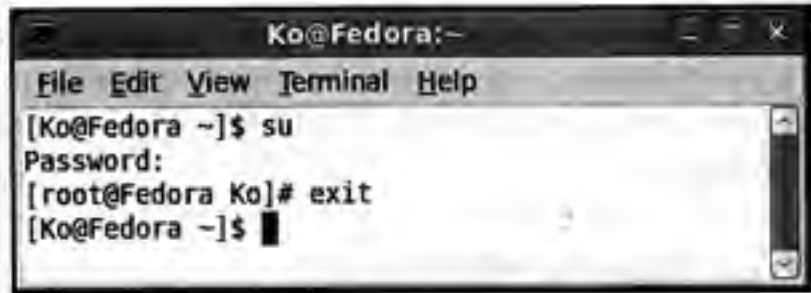 Ko@Fedora:~
File Edit View Terminal Help
[Ko@Fedora ~]$ su
Password:
[root@Fedora Ko]# exit
[Ko@Fedora ~]$